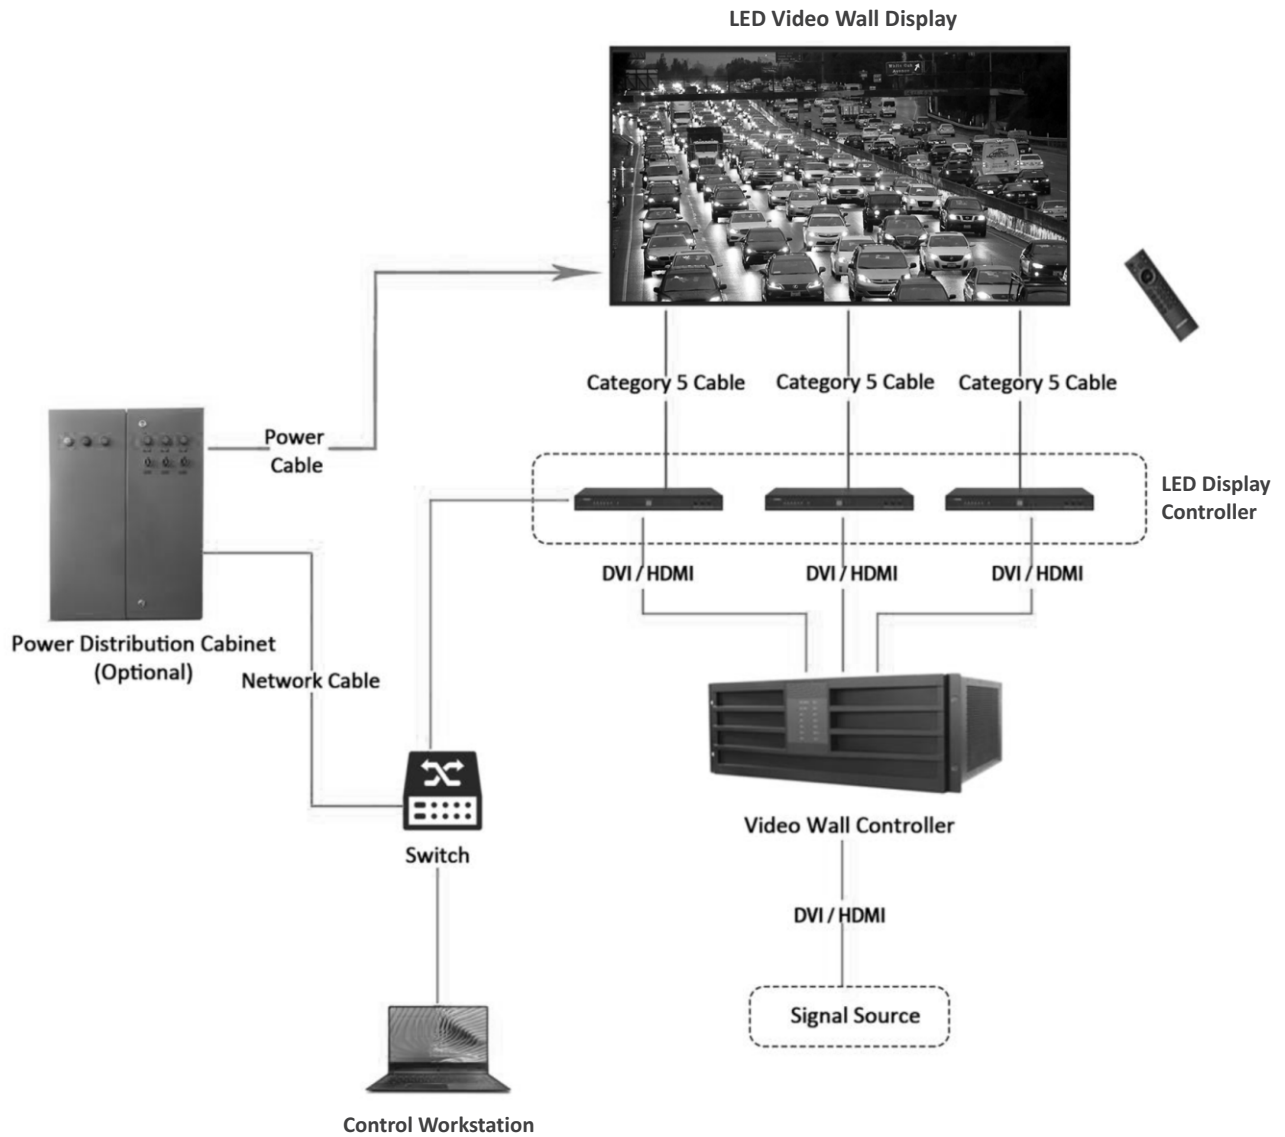 LED Video Wall Display
Category 5 Cable
Category 5 Cable
Category 5 Cable
Power
Cable
LED Display
Controller
DVI / HDMI
DVI / HDMI
DVI / HDMI
Power Distribution Cabinet
(Optional)
Network Cable
Video Wall Controller
Switch
DVI / HDMI
Signal Source
Control Workstation